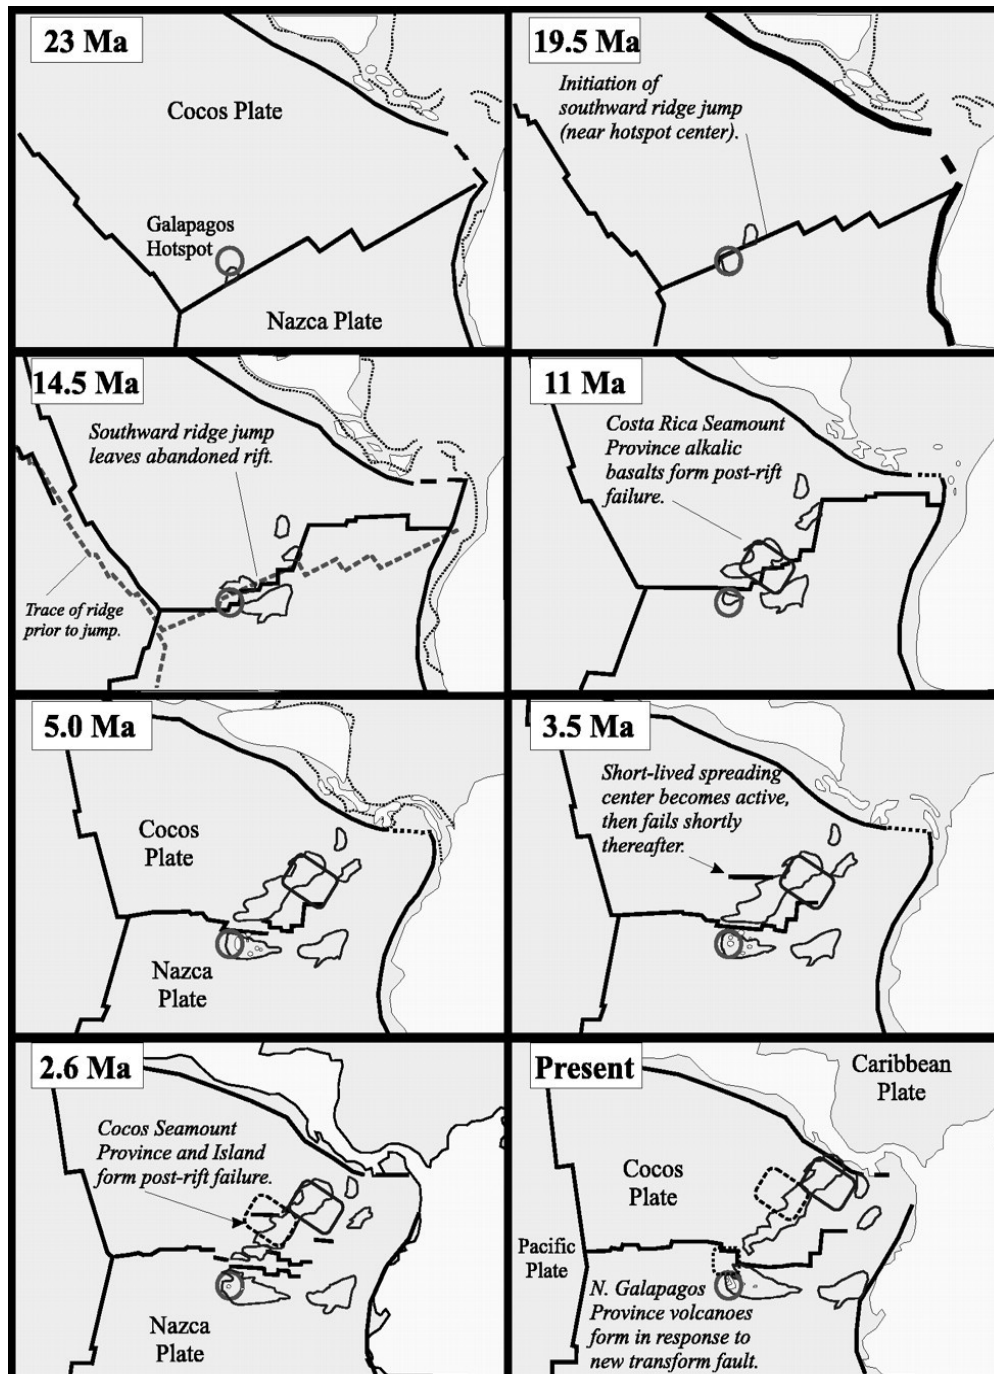 23 Ma
Cocos Plate
Galapagos
Hotspot
Nazca Plate
19.5 Ma
Initiation of
southward ridge jump
(near hotspot center).
14.5 Ma
Southward ridge jump
leaves abandoned rift.
Trace of ridge
prior to jump.
11 Ma
Costa Rica Seamount
Province alkalic
basalts form post-rift
failure.
5.0 Ma
Cocos
Plate
Nazca
Plate
3.5 Ma
Short-lived spreading
center becomes active,
then fails shortly
thereafter.
2.6 Ma
Cocos Seamount
Province and Island
form post-rift failure.
Nazca
Plate
Present
Caribbean
Plate
Cocos
Plate
Pacific
Plate
N. Galapagos
Province volcanoes
form in response to
new transform fault.